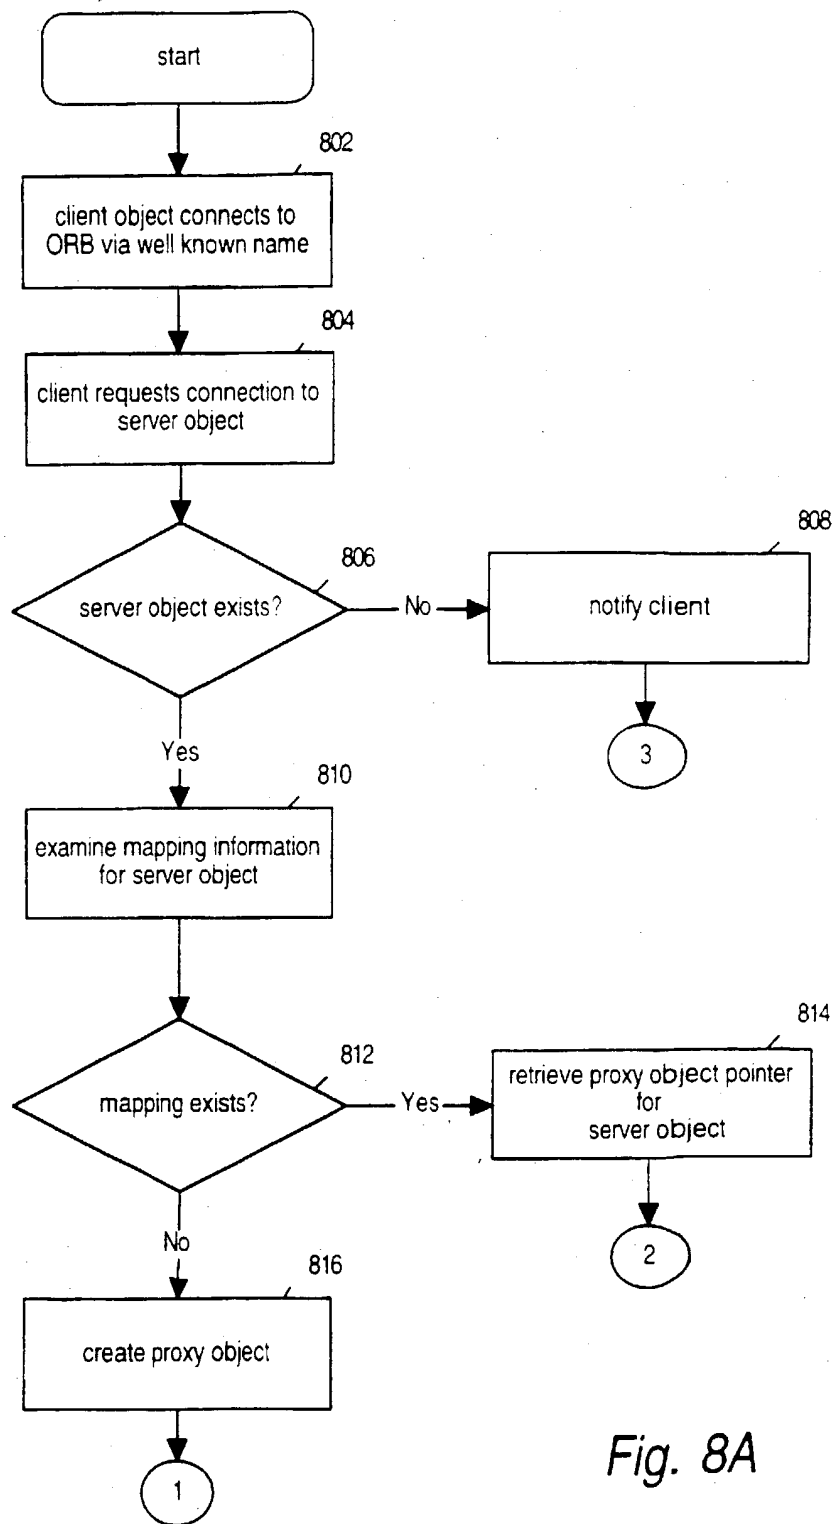 start
802
client object connects to
ORB via well known name
804
client requests connection to
server object
806
server object exists?
No
808
notify client
3
Yes
810
examine mapping information
for server object
812
mapping exists?
Yes
814
retrieve proxy object pointer
for
server object
2
No
816
create proxy object
1
Fig. 8A